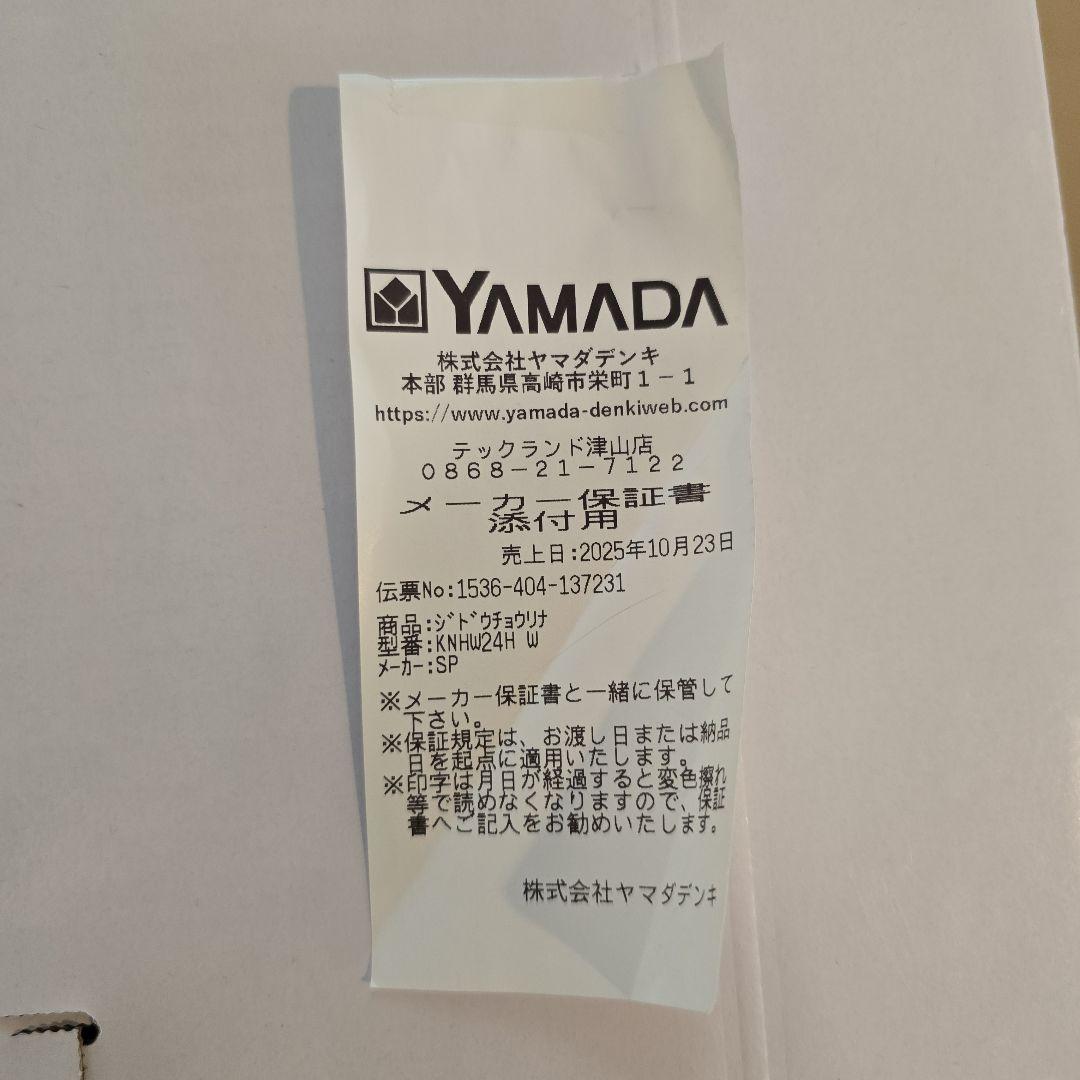 YAMADA
株式会社ヤマダデンキ
本部 群馬県高崎市栄町1-1
https://www.yamada-denkiweb.com
テックランド津山店
0868-21-7122
メーカー保証書
添付用
売上日:2025年10月23日
伝票No:1536-404-137231
商品:ジドウチョウリナ
型番:KNHW24H W
メーカー:SP
※メーカー保証書と一緒に保管して
下さい。
※保証規定は、お渡し日または納品
日を起点に適用いたします。
※印字は月日が経過すると変色擦れ
等で読めなくなりますので、保証
書へご記入をお勧めいたします。
株式会社ヤマダデンキ